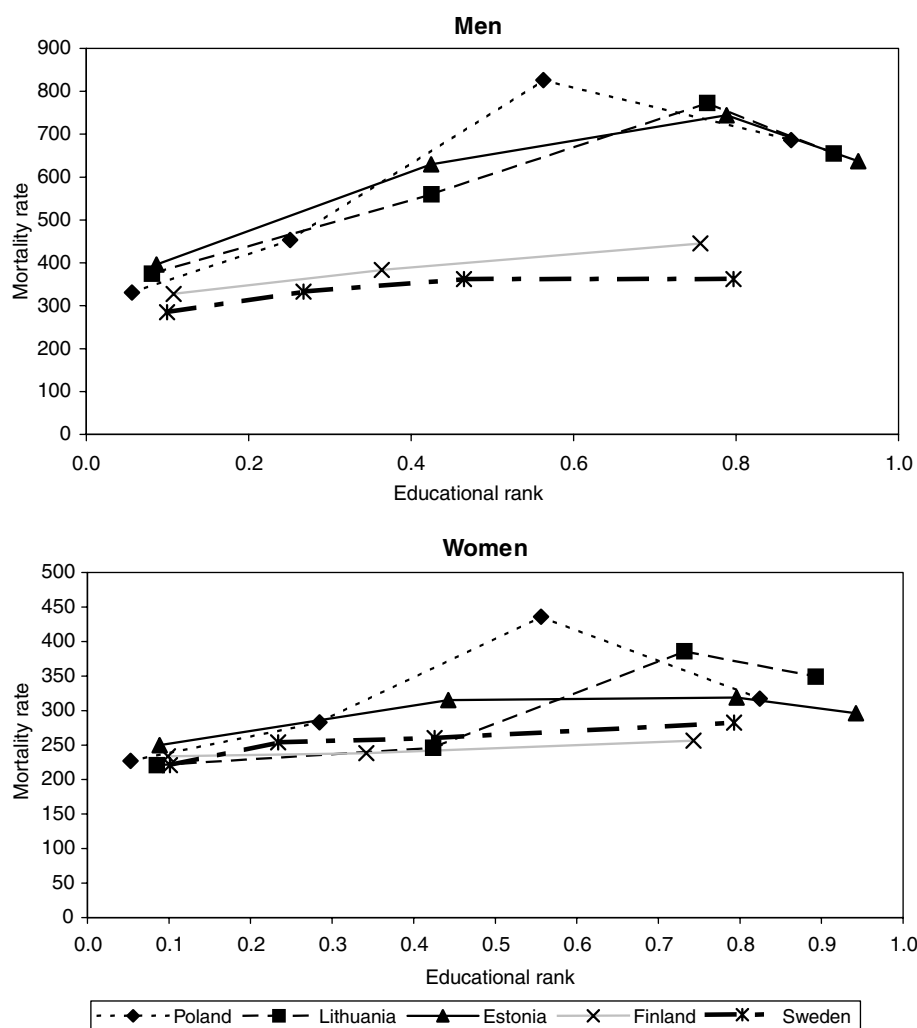 Men
900
800
700
600
500
400
300
200
100
0
Mortality rate
0.0 0.2 0.4 0.6 0.8 1.0
Educational rank
Women
500
450
400
350
300
250
200
150
100
50
0
Mortality rate
0.0 0.1 0.2 0.3 0.4 0.5 0.6 0.7 0.8 0.9 1.0
Educational rank
Poland Lithuania Estonia Finland Sweden